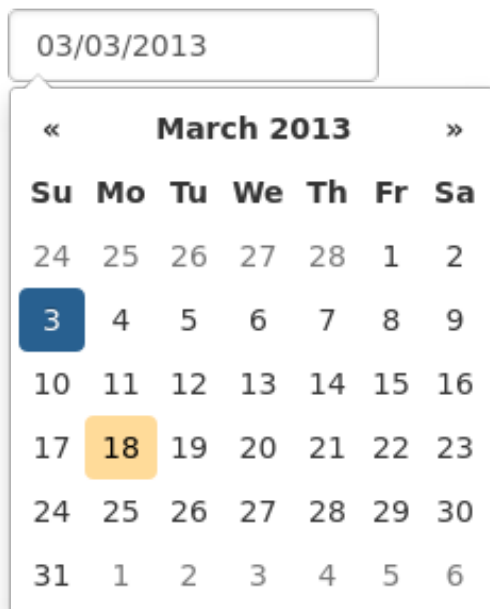 03/03/2013
« March 2013 »
Su Mo Tu We Th Fr Sa
24 25 26 27 28 1 2
3 4 5 6 7 8 9
10 11 12 13 14 15 16
17 18 19 20 21 22 23
24 25 26 27 28 29 30
31 1 2 3 4 5 6